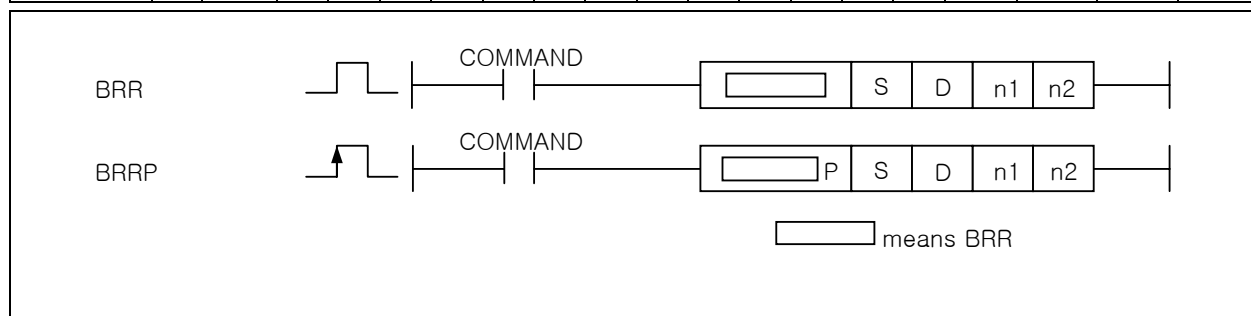 COMMAND
BRR S D n1 n2
COMMAND
BRRP P S D n1 n2
means BRR